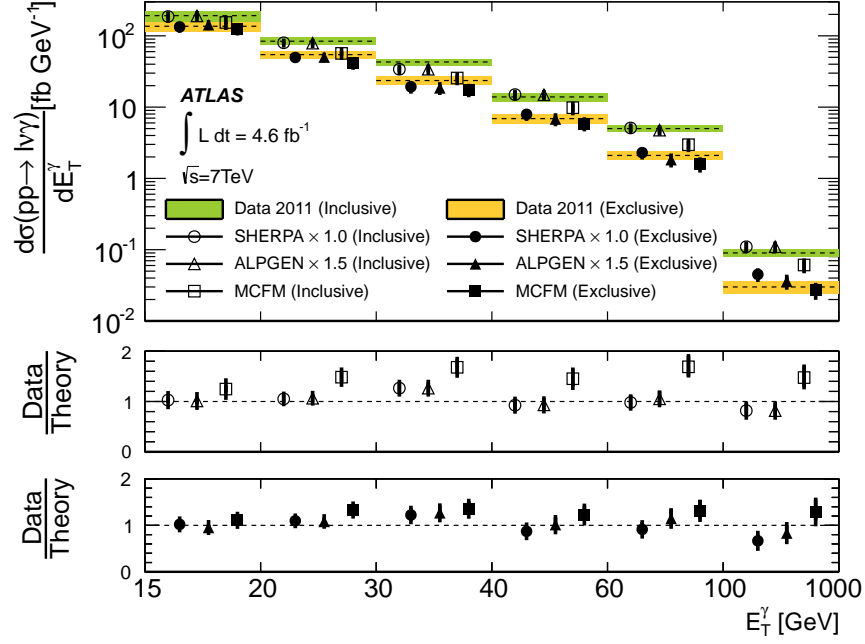 dσ(pp→ lνγ)
dE_T^γ
[fb GeV⁻¹]
10²
10
1
10⁻¹
10⁻²
ATLAS
∫ L dt = 4.6 fb⁻¹
√s=7TeV
Data 2011 (Inclusive)
Data 2011 (Exclusive)
SHERPA × 1.0 (Inclusive)
SHERPA × 1.0 (Exclusive)
ALPGEN × 1.5 (Inclusive)
ALPGEN × 1.5 (Exclusive)
MCFM (Inclusive)
MCFM (Exclusive)
Data
Theory
2
1
0
Data
Theory
2
1
0
15 20 30 40 60 100 1000
E_T^γ [GeV]